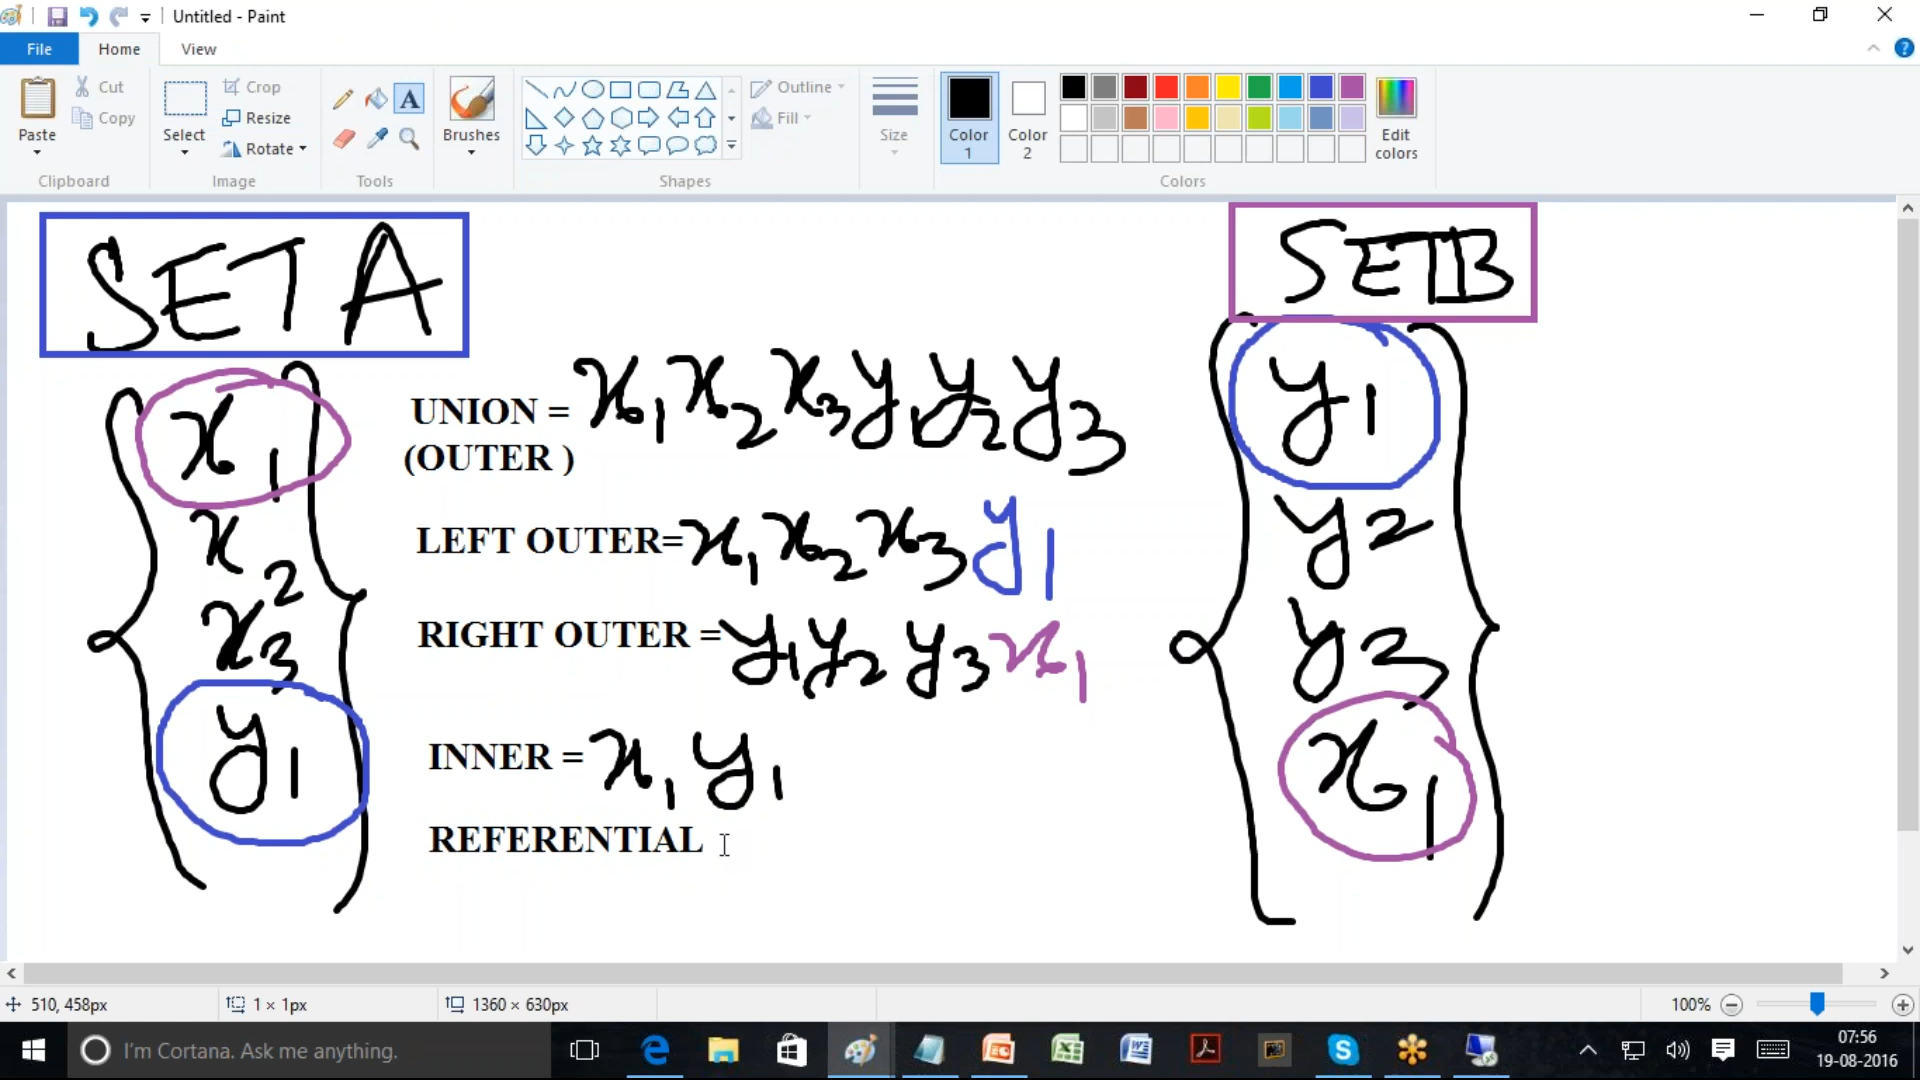 Untitled - Paint
File Home View
Paste
Cut
Copy
Clipboard
Select
Crop
Resize
Rotate
Image
A
Tools
Brushes
Shapes
Outline
Fill
Size
Color 1
Color 2
Edit colors
Colors
SET A
x1
x2
x3
y1
UNION = x1 x2 x3 y1 y2 y3
(OUTER )
LEFT OUTER= x1 x2 x3 y1
RIGHT OUTER = y1 y2 y3 x1
INNER = x1 y1
REFERENTIAL
SET B
y1
y2
y3
x1
510, 458px
1 × 1px
1360 × 630px
100%
I'm Cortana. Ask me anything.
07:56
19-08-2016